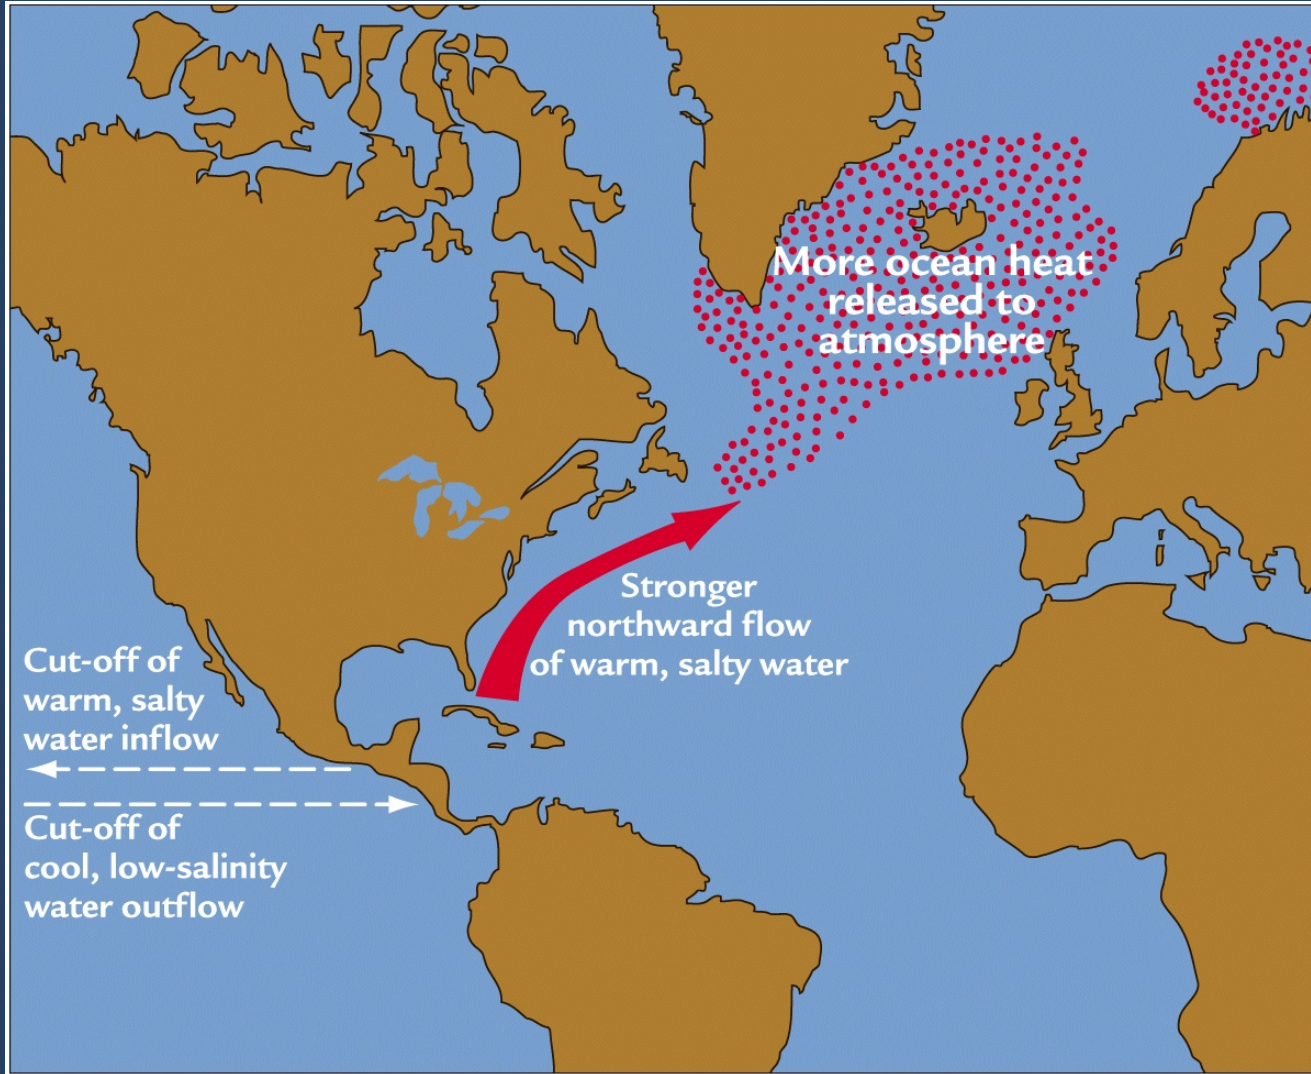 More ocean heat
released to
atmosphere
Stronger
northward flow
of warm, salty water
Cut-off of
warm, salty
water inflow
Cut-off of
cool, low-salinity
water outflow